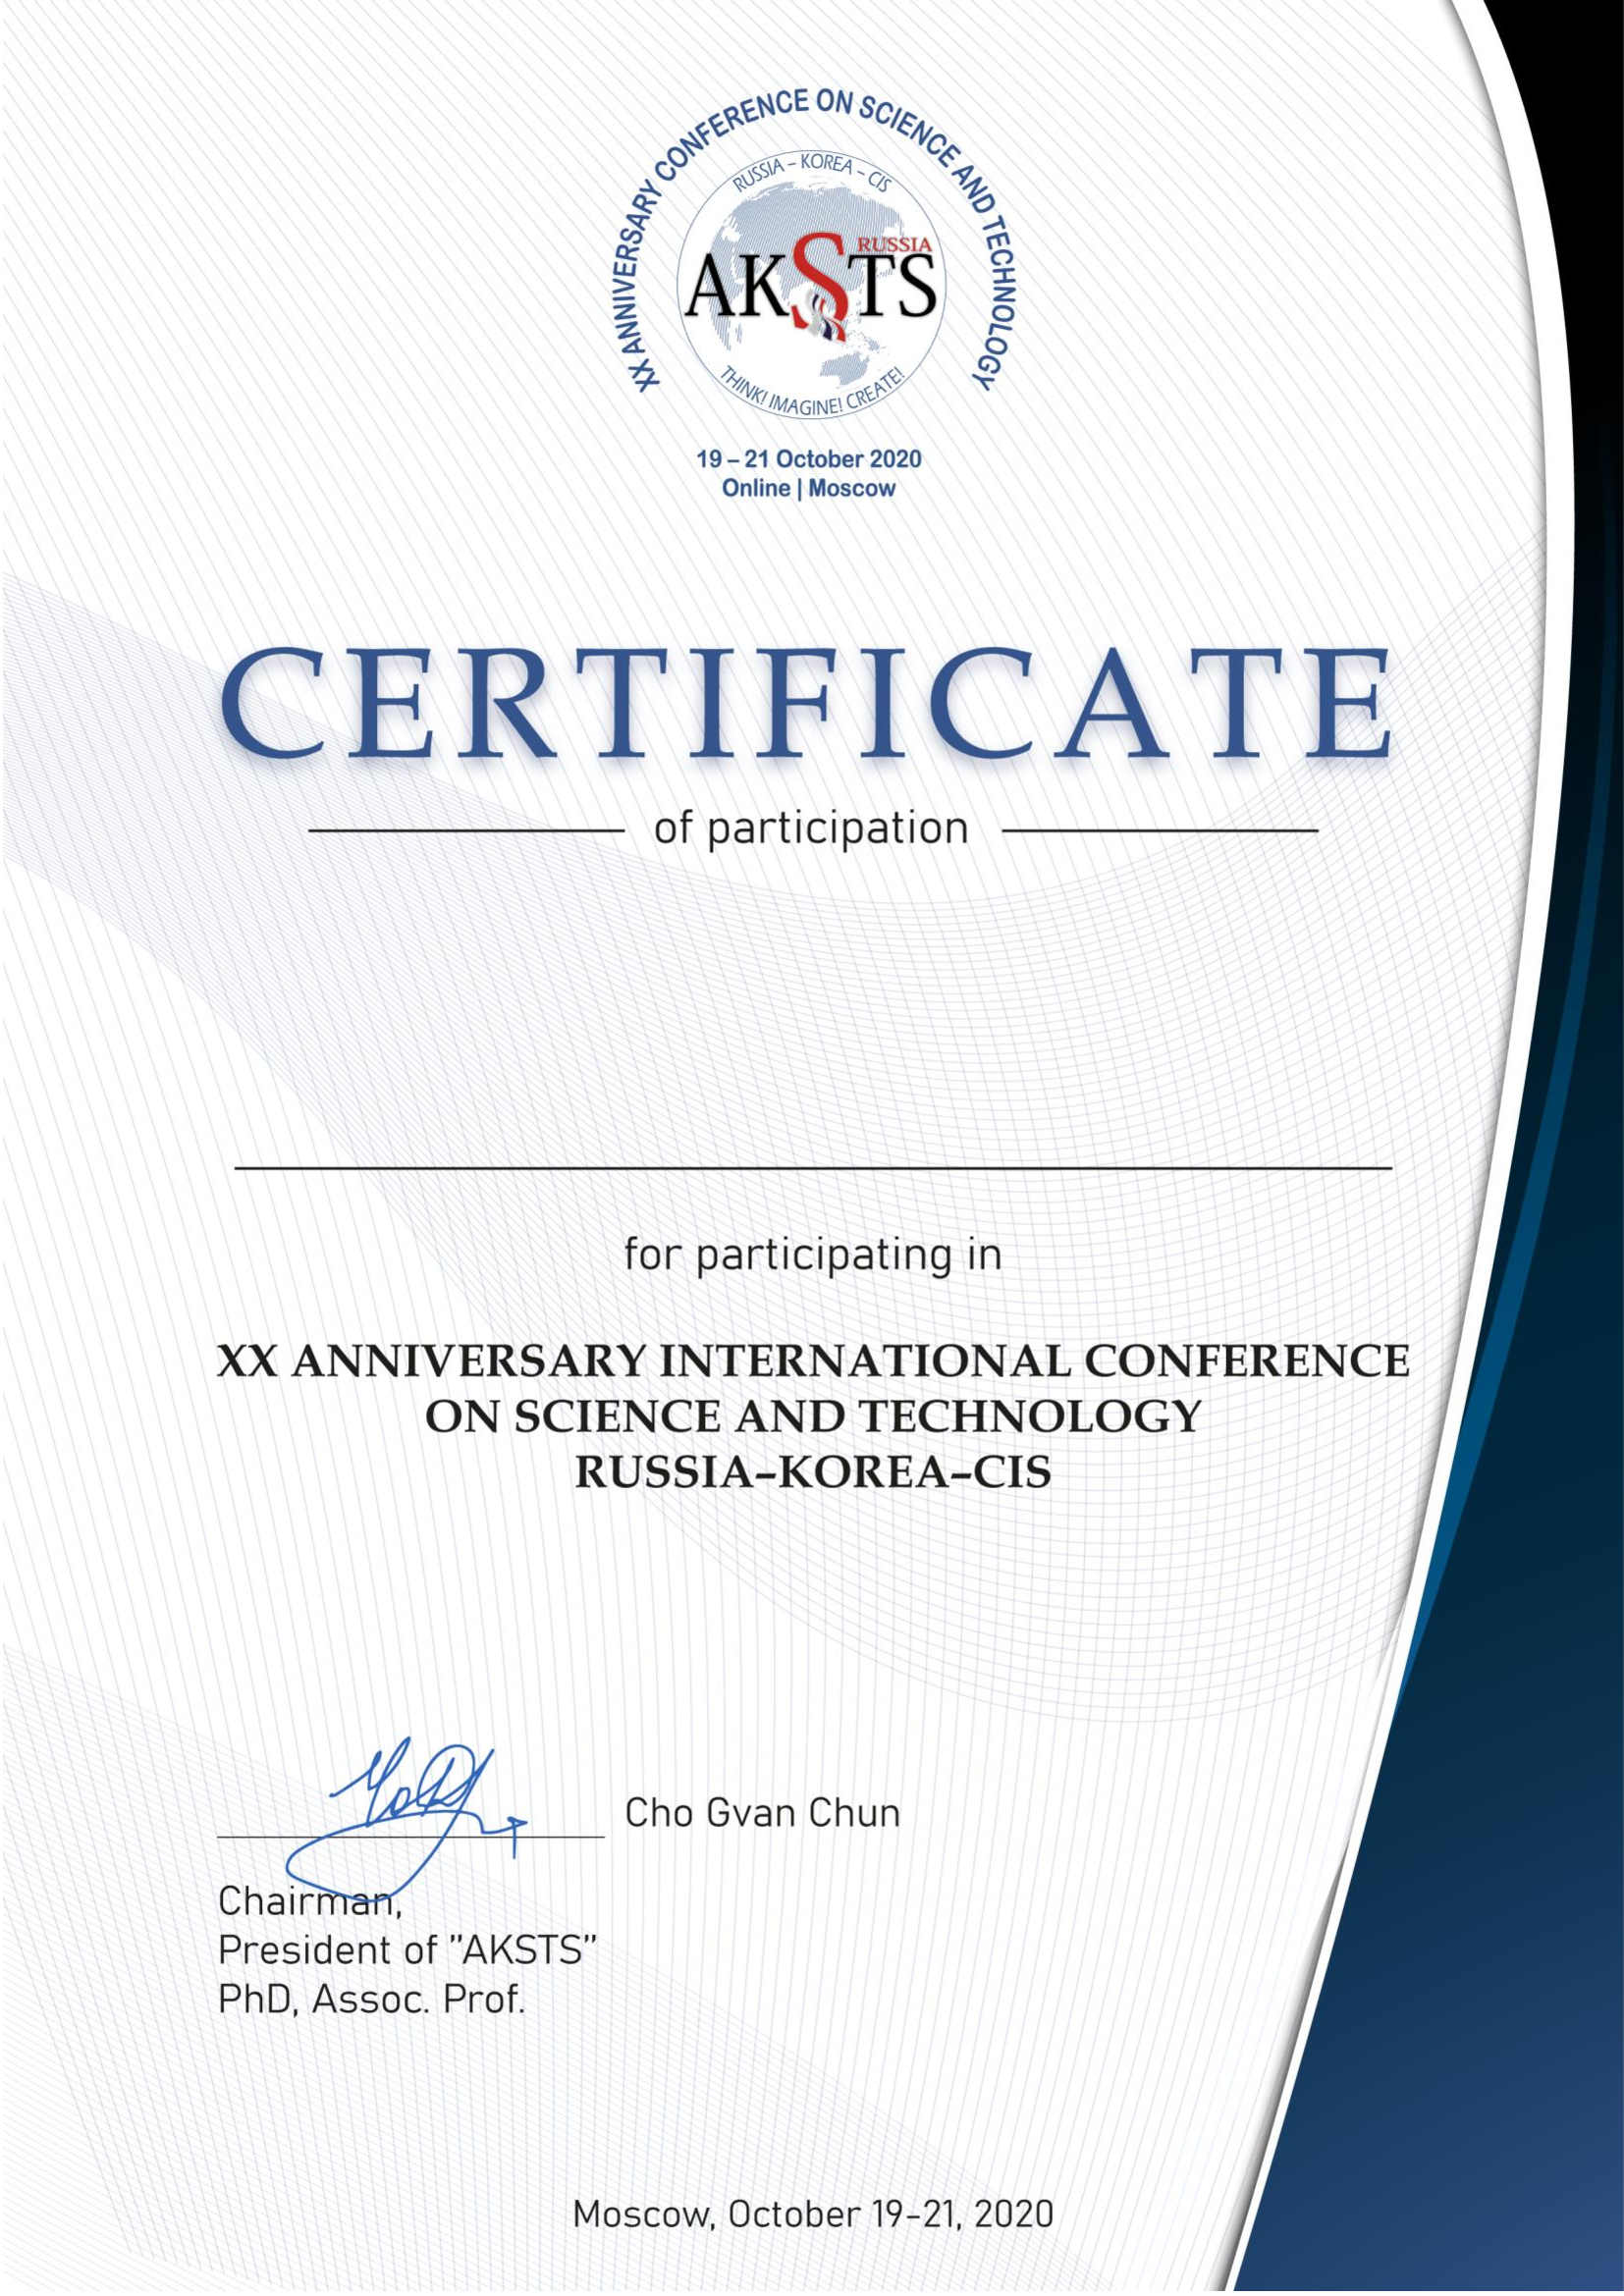 XX ANNIVERSARY CONFERENCE ON SCIENCE AND TECHNOLOGY
RUSSIA – KOREA – CIS
RUSSIA
AKSTS
THINK! IMAGINE! CREATE!
19 – 21 October 2020
Online | Moscow
CERTIFICATE
of participation
for participating in
XX ANNIVERSARY INTERNATIONAL CONFERENCE
ON SCIENCE AND TECHNOLOGY
RUSSIA–KOREA–CIS
Cho Gvan Chun
Chairman,
President of ”AKSTS”
PhD, Assoc. Prof.
Moscow, October 19-21, 2020